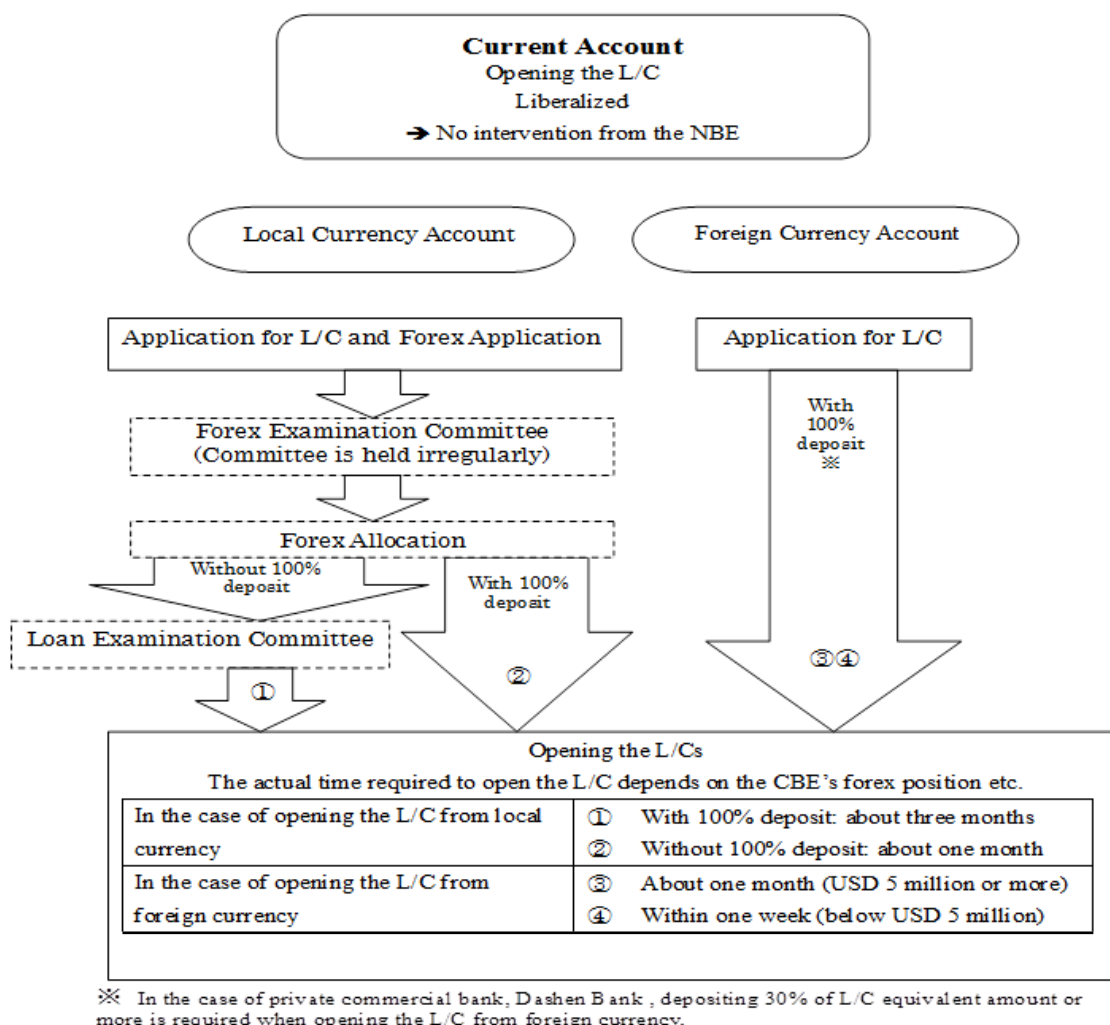 Current Account
Opening the L/C
Liberalized
➔ No intervention from the NBE
Local Currency Account
Foreign Currency Account
Application for L/C and Forex Application
Application for L/C
Forex Examination Committee
(Committee is held irregularly)
With
100%
deposit
※
Forex Allocation
Without 100%
deposit
With 100%
deposit
Loan Examination Committee
①
②
③④
Opening the L/Cs
The actual time required to open the L/C depends on the CBE's forex position etc.
In the case of opening the L/C from local
currency
① With 100% deposit: about three months
② Without 100% deposit: about one month
In the case of opening the L/C from
foreign currency
③ About one month (USD 5 million or more)
④ Within one week (below USD 5 million)
※ In the case of private commercial bank, Dashen Bank , depositing 30% of L/C equivalent amount or
more is required when opening the L/C from foreign currency.